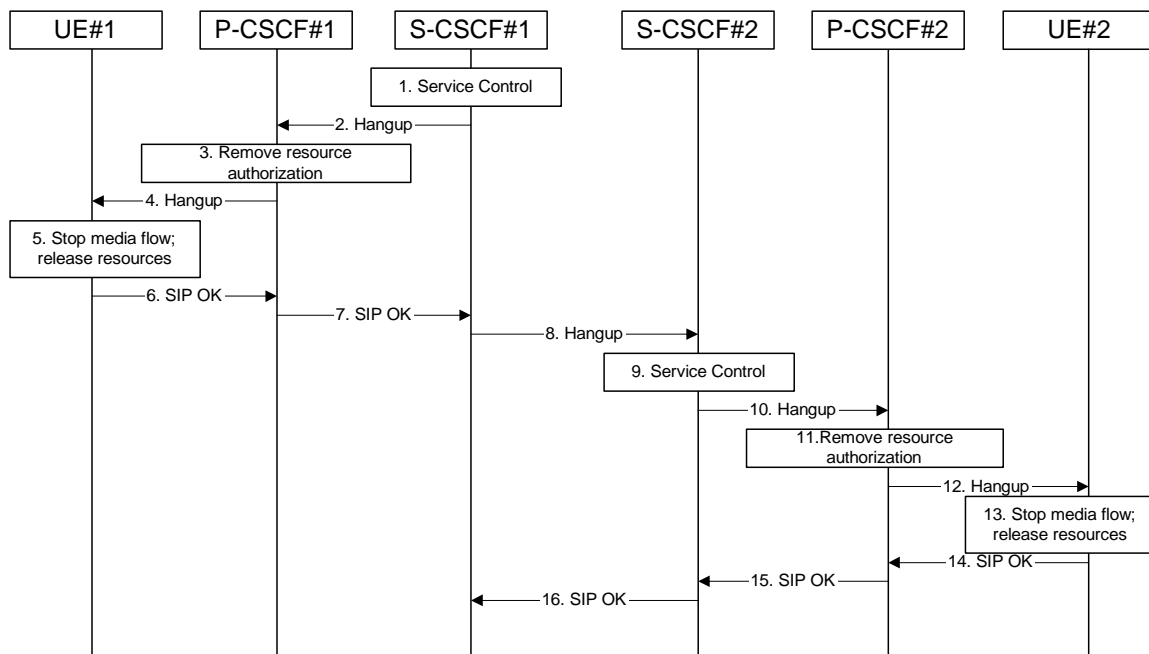 UE#1
P-CSCF#1
S-CSCF#1
S-CSCF#2
P-CSCF#2
UE#2
1. Service Control
2. Hangup
3. Remove resource
authorization
4. Hangup
5. Stop media flow;
release resources
6. SIP OK
7. SIP OK
8. Hangup
9. Service Control
10. Hangup
11.Remove resource
authorization
12. Hangup
13. Stop media flow;
release resources
14. SIP OK
15. SIP OK
16. SIP OK